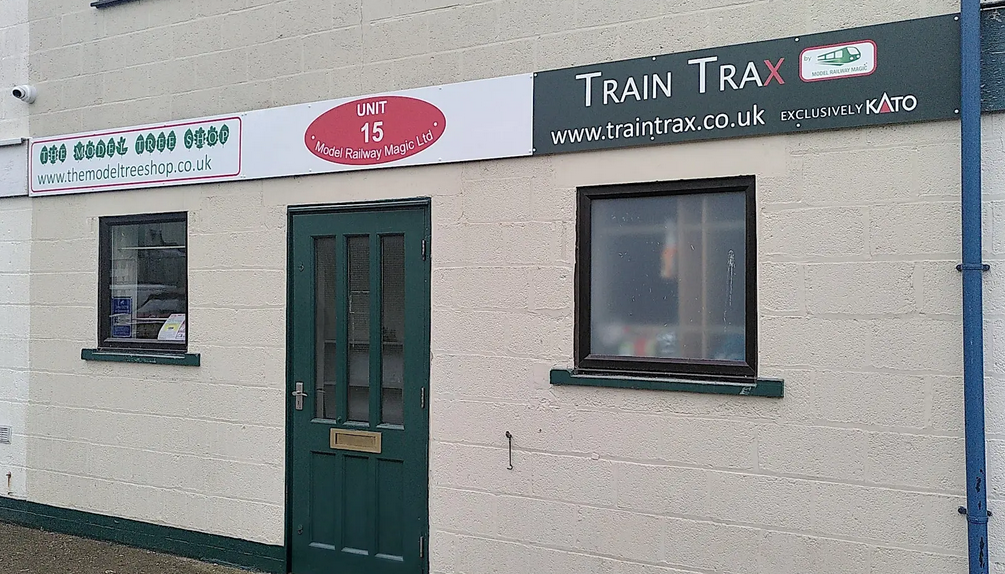 THE MODEL TREE SHOP
www.themodeltreeshop.co.uk
UNIT
15
Model Railway Magic Ltd
TRAIN TRAX
by
MODEL RAILWAY MAGIC
www.traintrax.co.uk
EXCLUSIVELY KATO